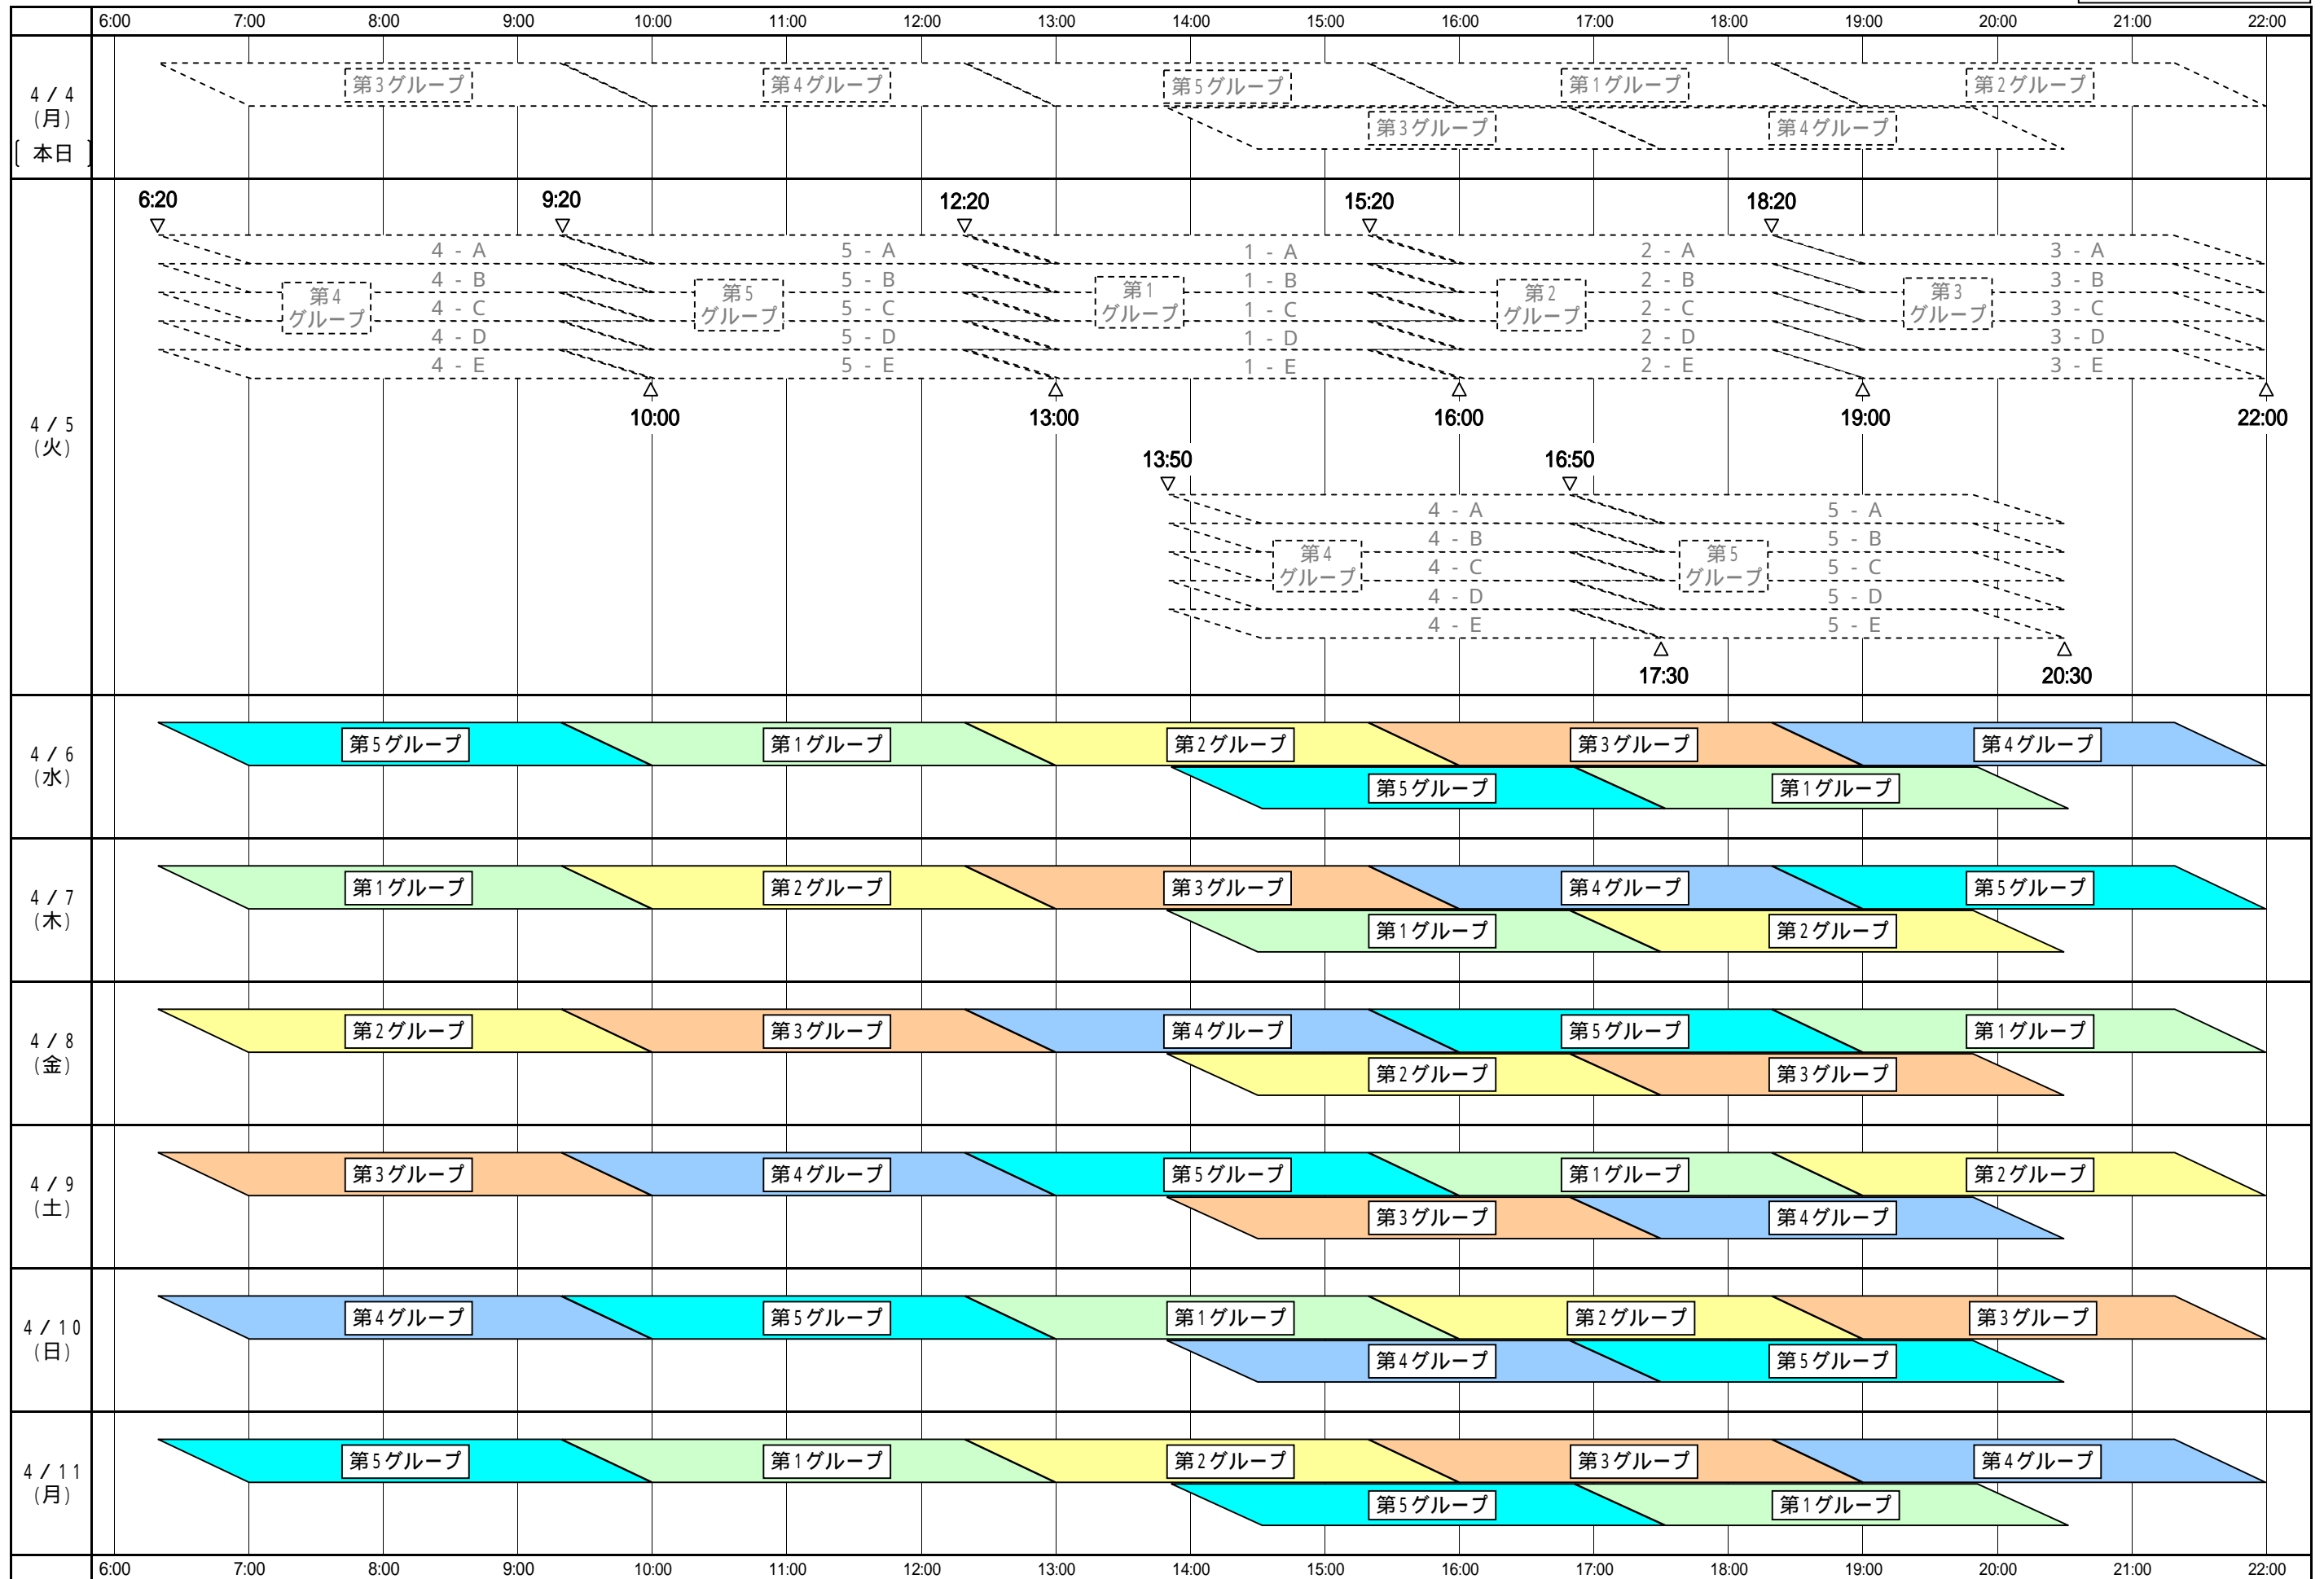 6:00 7:00 8:00 9:00 10:00 11:00 12:00 13:00 14:00 15:00 16:00 17:00 18:00 19:00 20:00 21:00 22:00
4/4
(月)
[本日]
第3グループ 第4グループ 第5グループ 第1グループ 第2グループ
第3グループ 第4グループ
4/5
(火)
6:20 9:20 12:20 15:20 18:20
4-A 5-A 1-A 2-A 3-A
4-B 5-B 1-B 2-B 3-B
第4 第5 第1 第2 第3
グループ グループ グループ グループ グループ
4-C 5-C 1-C 2-C 3-C
4-D 5-D 1-D 2-D 3-D
4-E 5-E 1-E 2-E 3-E
10:00 13:00 16:00 19:00 22:00
13:50 16:50
4-A 5-A
4-B 5-B
第4 第5
グループ グループ
4-C 5-C
4-D 5-D
4-E 5-E
17:30 20:30
4/6
(水)
第5グループ 第1グループ 第2グループ 第3グループ 第4グループ
第5グループ 第1グループ
4/7
(木)
第1グループ 第2グループ 第3グループ 第4グループ 第5グループ
第1グループ 第2グループ
4/8
(金)
第2グループ 第3グループ 第4グループ 第5グループ 第1グループ
第2グループ 第3グループ
4/9
(土)
第3グループ 第4グループ 第5グループ 第1グループ 第2グループ
第3グループ 第4グループ
4/10
(日)
第4グループ 第5グループ 第1グループ 第2グループ 第3グループ
第4グループ 第5グループ
4/11
(月)
第5グループ 第1グループ 第2グループ 第3グループ 第4グループ
第5グループ 第1グループ
6:00 7:00 8:00 9:00 10:00 11:00 12:00 13:00 14:00 15:00 16:00 17:00 18:00 19:00 20:00 21:00 22:00